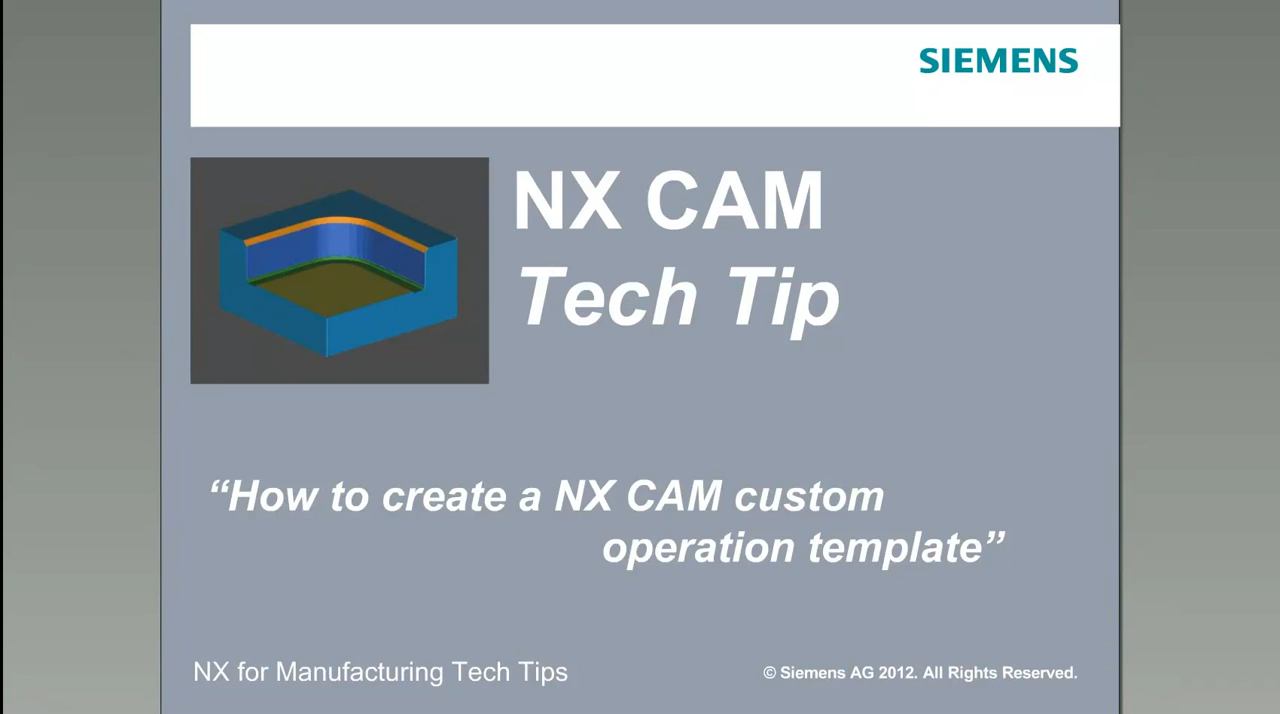 SIEMENS
NX CAM
Tech Tip
“How to create a NX CAM custom
operation template”
NX for Manufacturing Tech Tips
© Siemens AG 2012. All Rights Reserved.